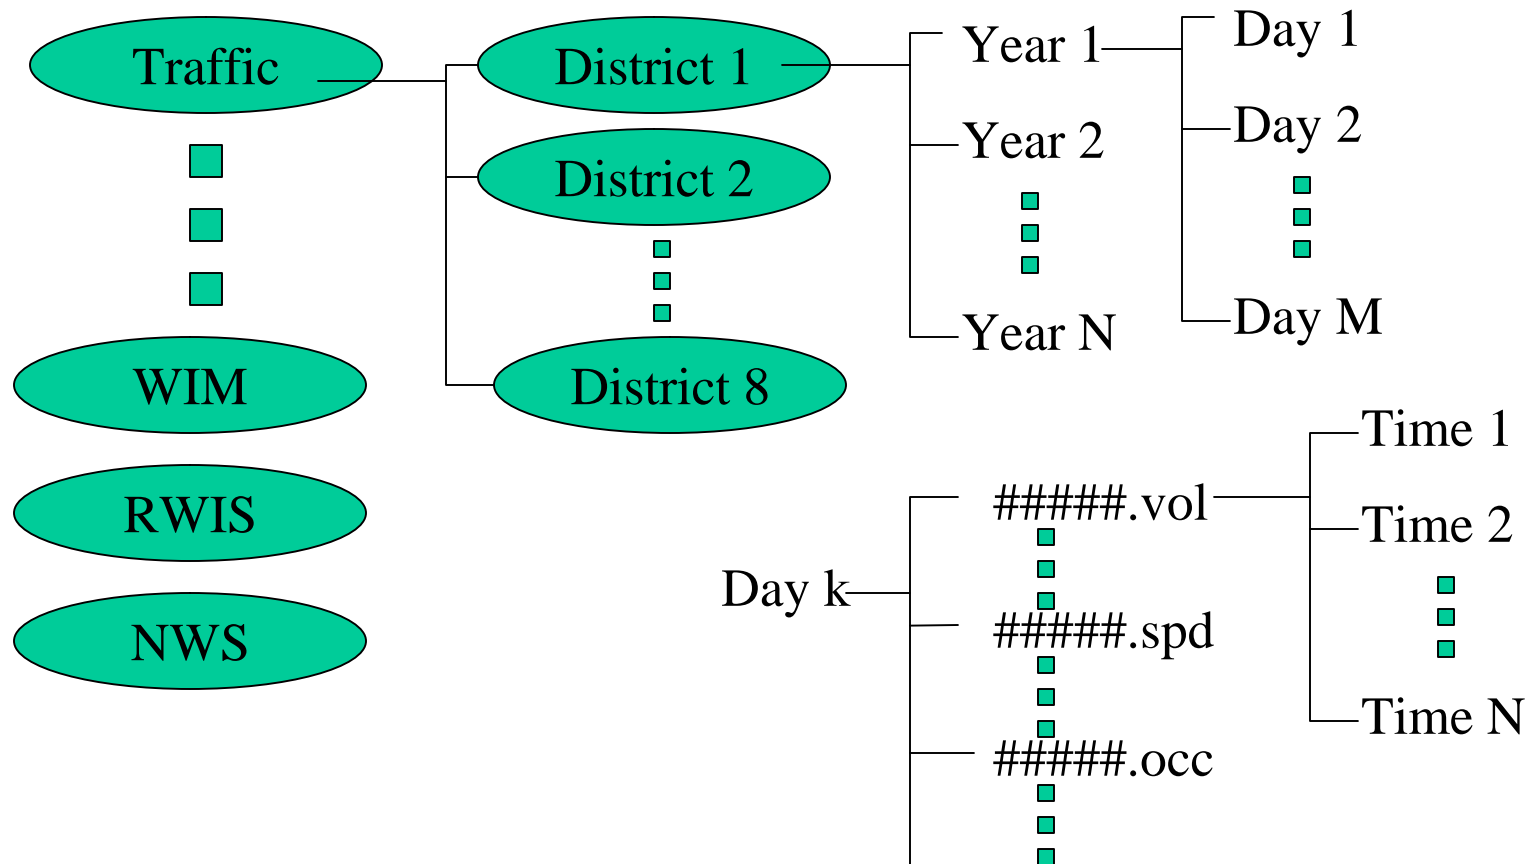 Traffic
WIM
RWIS
NWS
District 1
District 2
District 8
Year 1
Year 2
Year N
Day 1
Day 2
Day M
Day k
#####.vol
#####.spd
#####.occ
Time 1
Time 2
Time N